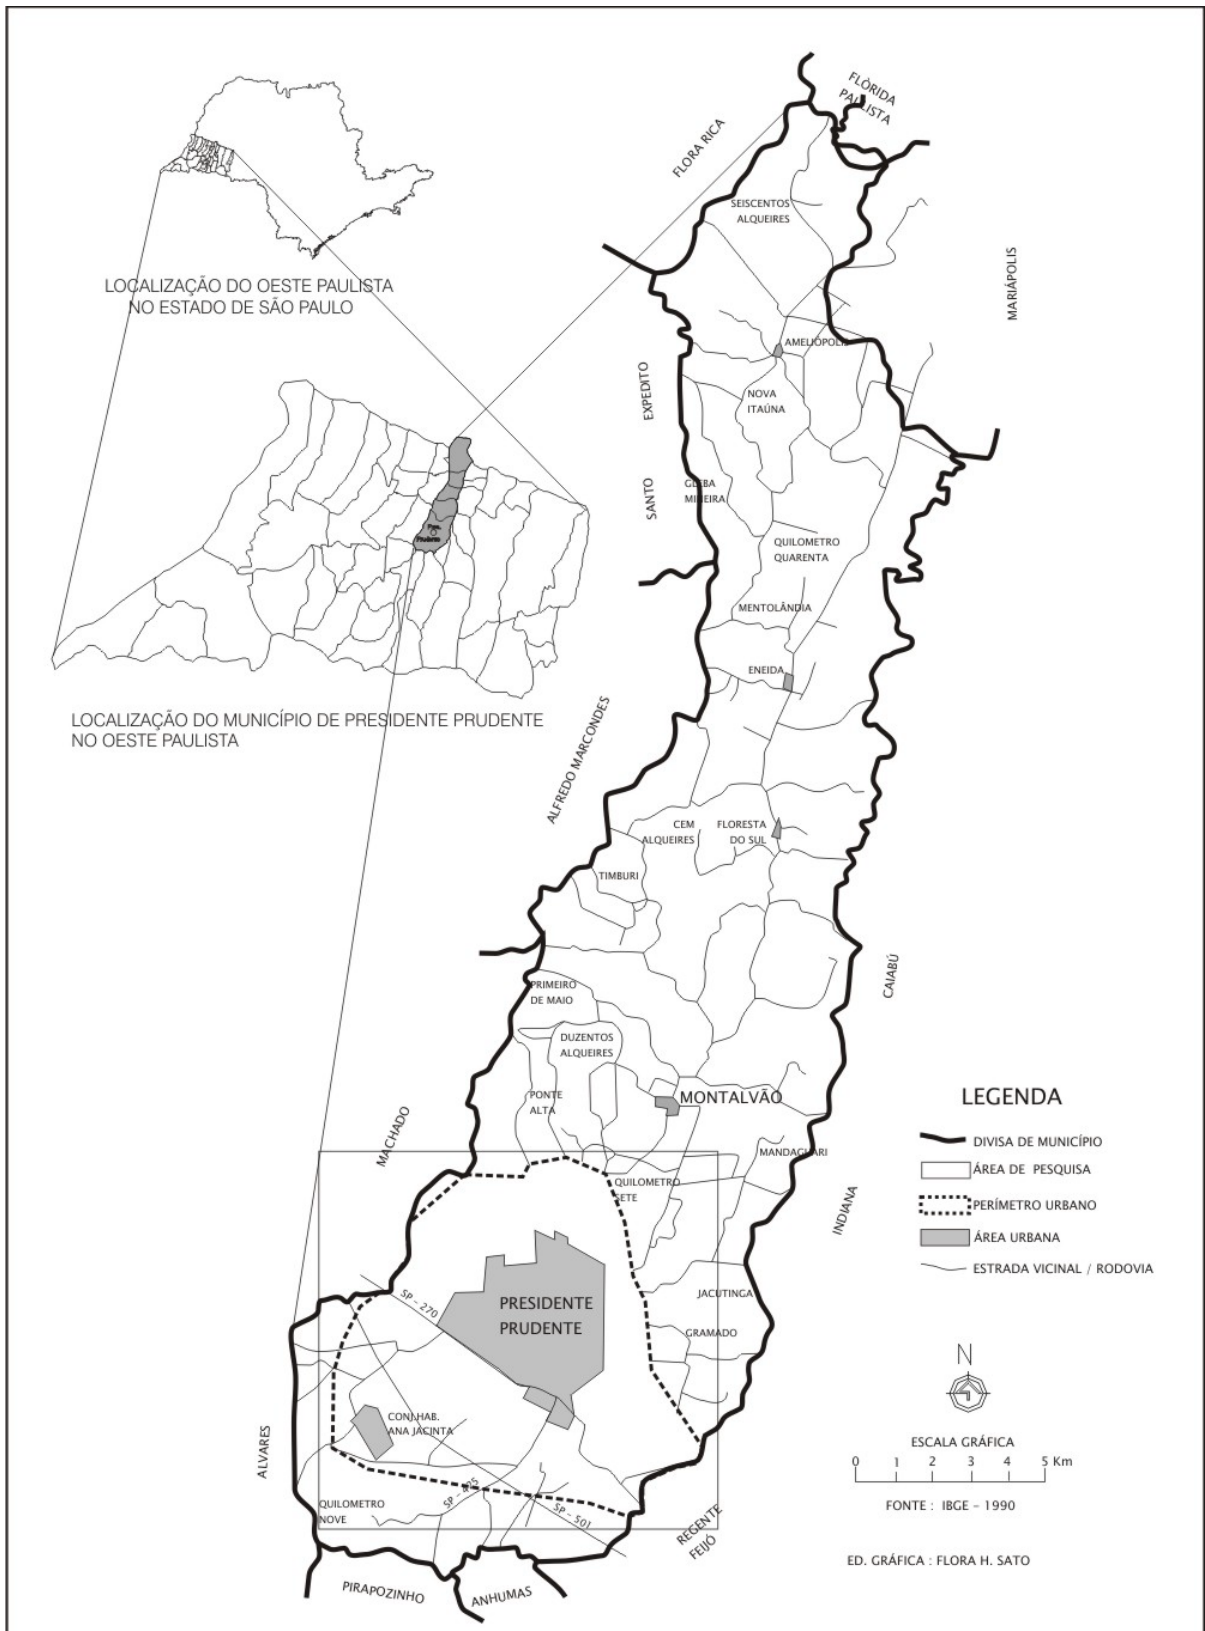 FLÓRIDA
PAULISTA
FLORA RICA
SEISCENTOS
ALQUEIRES
LOCALIZAÇÃO DO OESTE PAULISTA
NO ESTADO DE SÃO PAULO
MARIÁPOLIS
AMELIÓPOLIS
EXPEDITO
NOVA
ITAÚNA
SANTO
GLEBA
MINEIRA
Pres.
Prudente
QUILOMETRO
QUARENTA
MENTOLÂNDIA
ENEIDA
LOCALIZAÇÃO DO MUNICÍPIO DE PRESIDENTE PRUDENTE
NO OESTE PAULISTA
ALFREDO MARCONDES
CEM
ALQUEIRES
FLORESTA
DO SUL
TIMBURI
CAIABÚ
PRIMEIRO
DE MAIO
DUZENTOS
ALQUEIRES
PONTE
ALTA
MONTALVÃO
LEGENDA
DIVISA DE MUNICÍPIO
ÁREA DE PESQUISA
PERÍMETRO URBANO
ÁREA URBANA
ESTRADA VICINAL / RODOVIA
MACHADO
MANDAGUARI
QUILOMETRO
SETE
INDIANA
SP - 270
PRESIDENTE
PRUDENTE
JACUTINGA
GRAMADO
N
CONJ.HAB.
ANA JACINTA
ALVARES
ESCALA GRÁFICA
0 1 2 3 4 5 Km
QUILOMETRO
NOVE
SP - 425
SP - 501
REGENTE
FEIJÓ
FONTE : IBGE - 1990
ED. GRÁFICA : FLORA H. SATO
PIRAPOZINHO
ANHUMAS